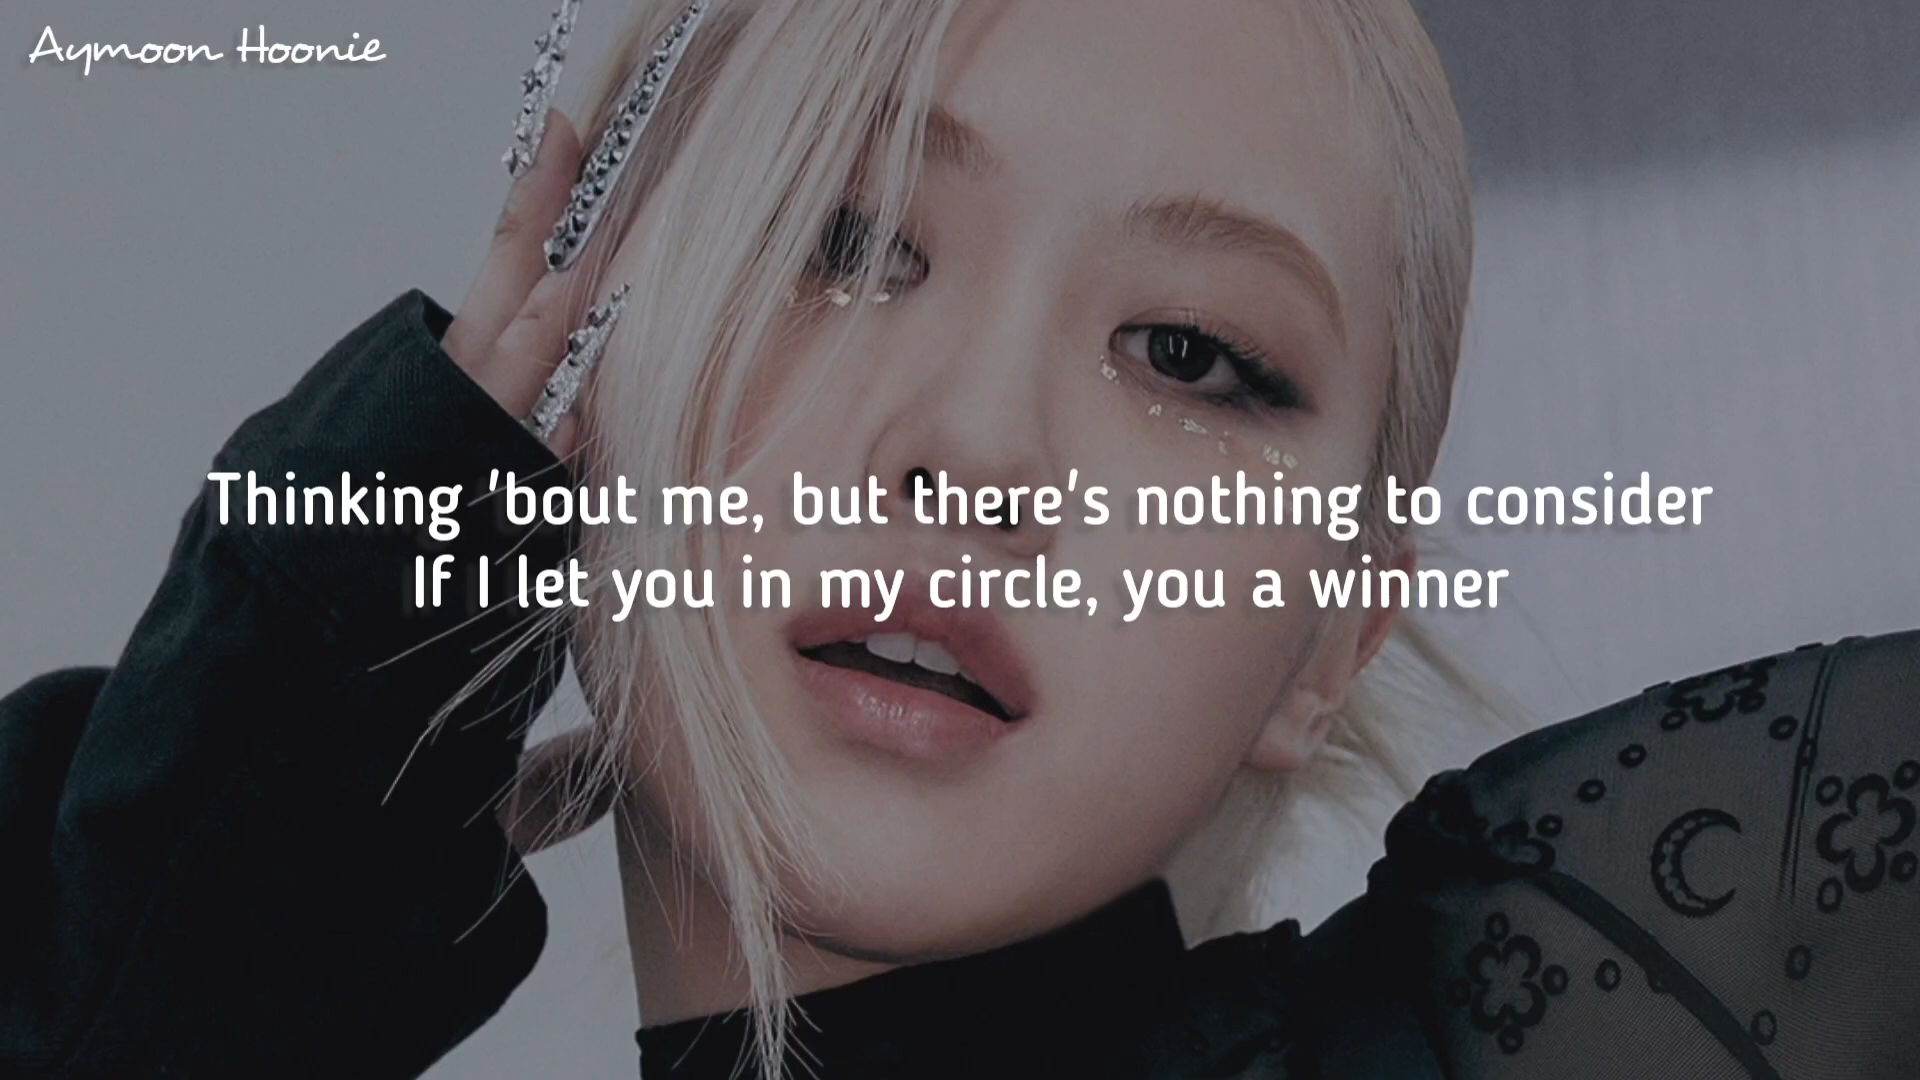 Aymoon Hoonie
Thinking 'bout me, but there's nothing to consider
If I let you in my circle, you a winner